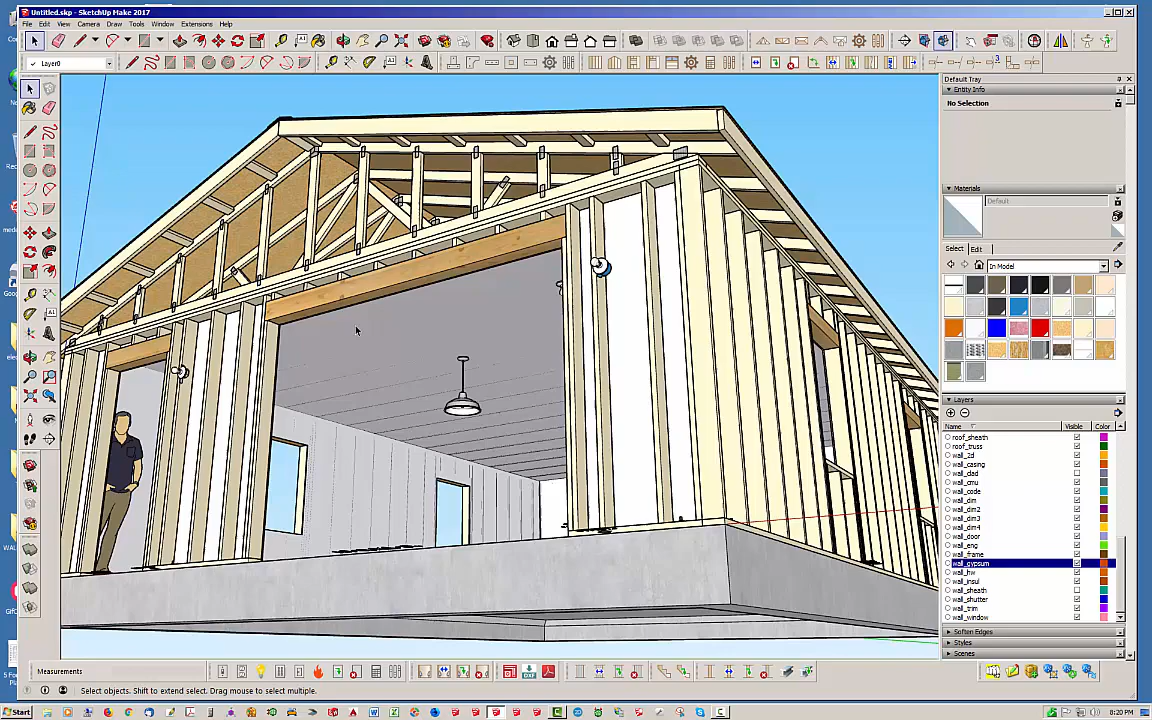 Untitled.skp - SketchUp Make 2017
File Edit View Camera Draw Tools Window Extensions Help
Layer0
Default Tray
Entity Info
No Selection
Materials
Default
Select Edit
In Model
Layers
Name Visible Color
roof_sheath
roof_truss
wall_2d
wall_casing
wall_clad
wall_cmu
wall_code
wall_dim
wall_dim2
wall_dim3
wall_dim4
wall_door
wall_eng
wall_frame
wall_gypsum
wall_hw
wall_insul
wall_sheath
wall_shutter
wall_trim
wall_window
Soften Edges
Styles
Scenes
Measurements
Select objects. Shift to extend select. Drag mouse to select multiple.
Start
8:20 PM